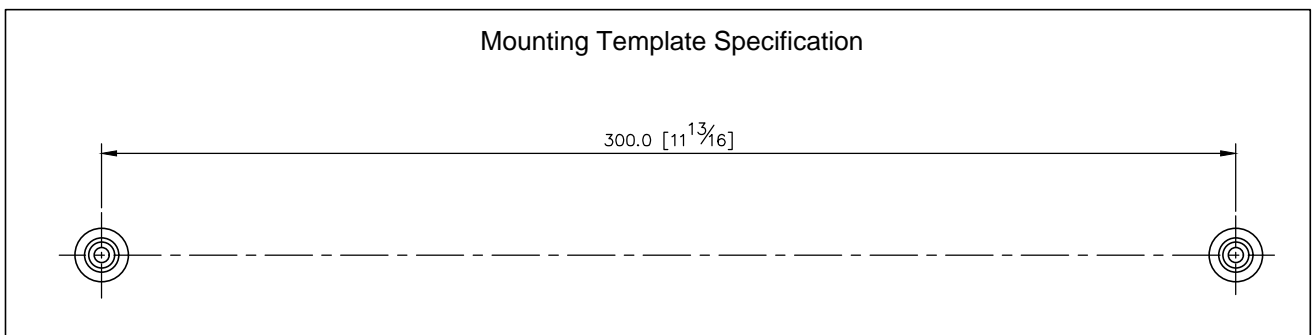 Mounting Template Specification
300.0 [11 13/16]